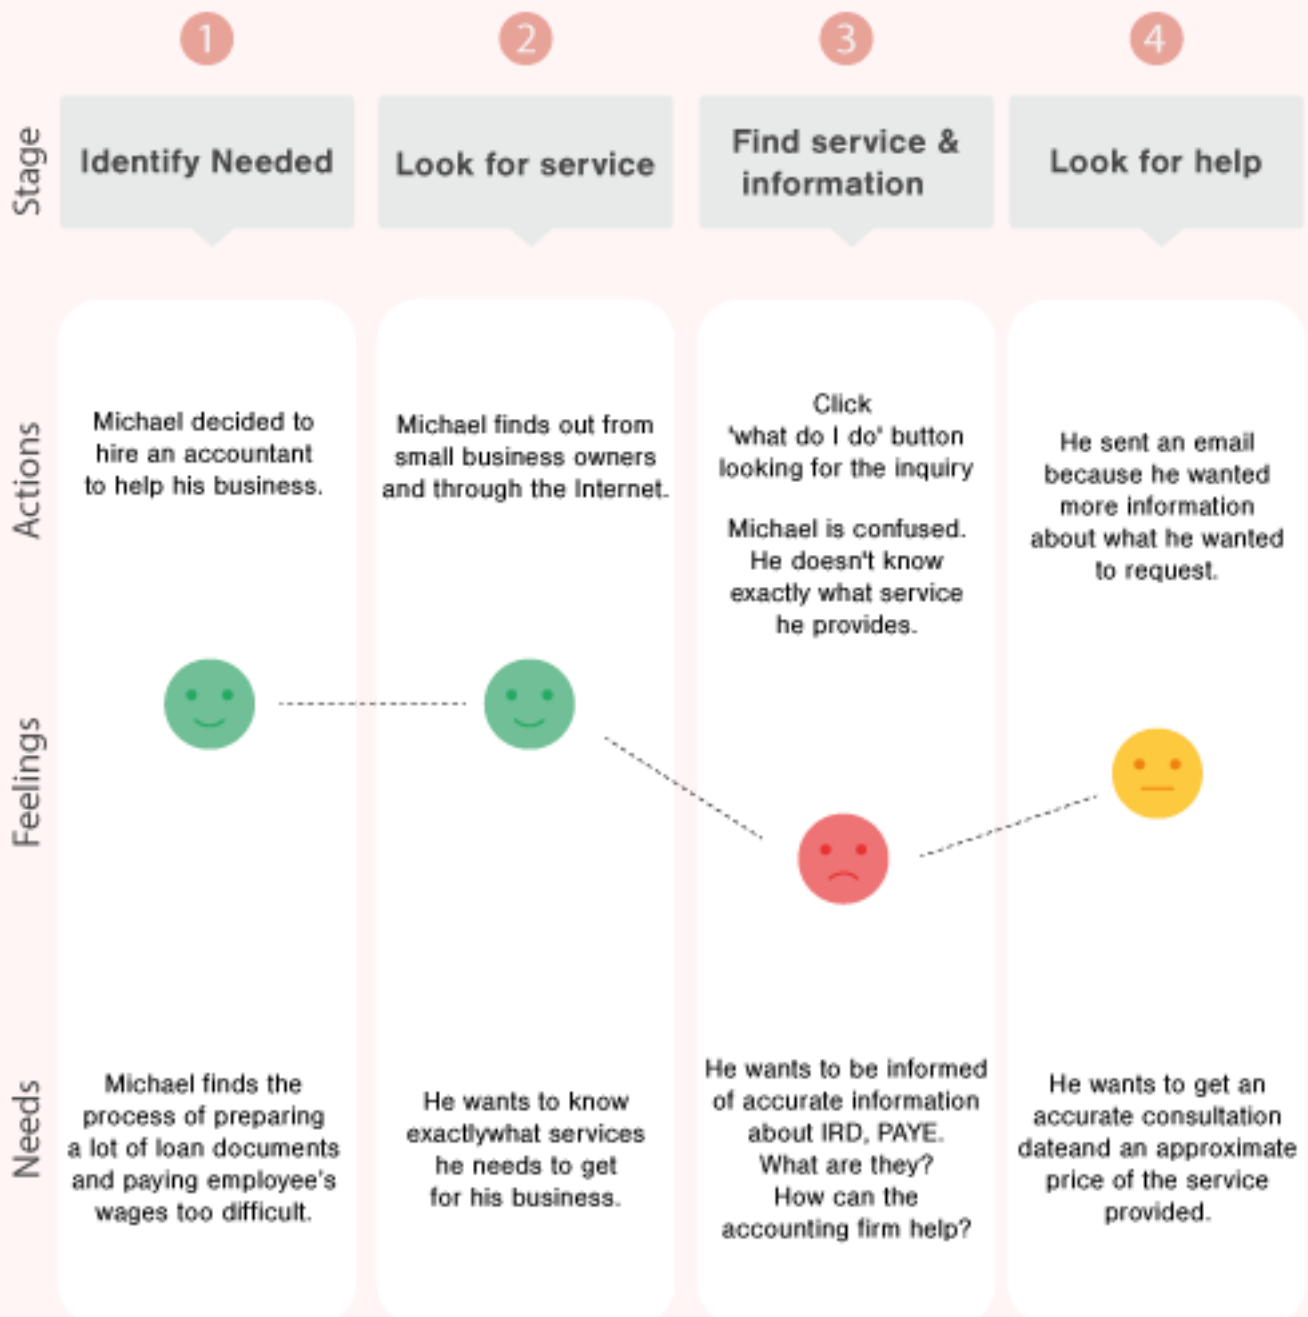 1
2
3
4
Stage
Identify Needed
Look for service
Find service &
information
Look for help
Actions
Michael decided to
hire an accountant
to help his business.
Michael finds out from
small business owners
and through the Internet.
Click
'what do I do' button
looking for the inquiry
Michael is confused.
He doesn't know
exactly what service
he provides.
He sent an email
because he wanted
more information
about what he wanted
to request.
Feelings
Needs
Michael finds the
process of preparing
a lot of loan documents
and paying employee's
wages too difficult.
He wants to know
exactlywhat services
he needs to get
for his business.
He wants to be informed
of accurate information
about IRD, PAYE.
What are they?
How can the
accounting firm help?
He wants to get an
accurate consultation
dateand an approximate
price of the service
provided.